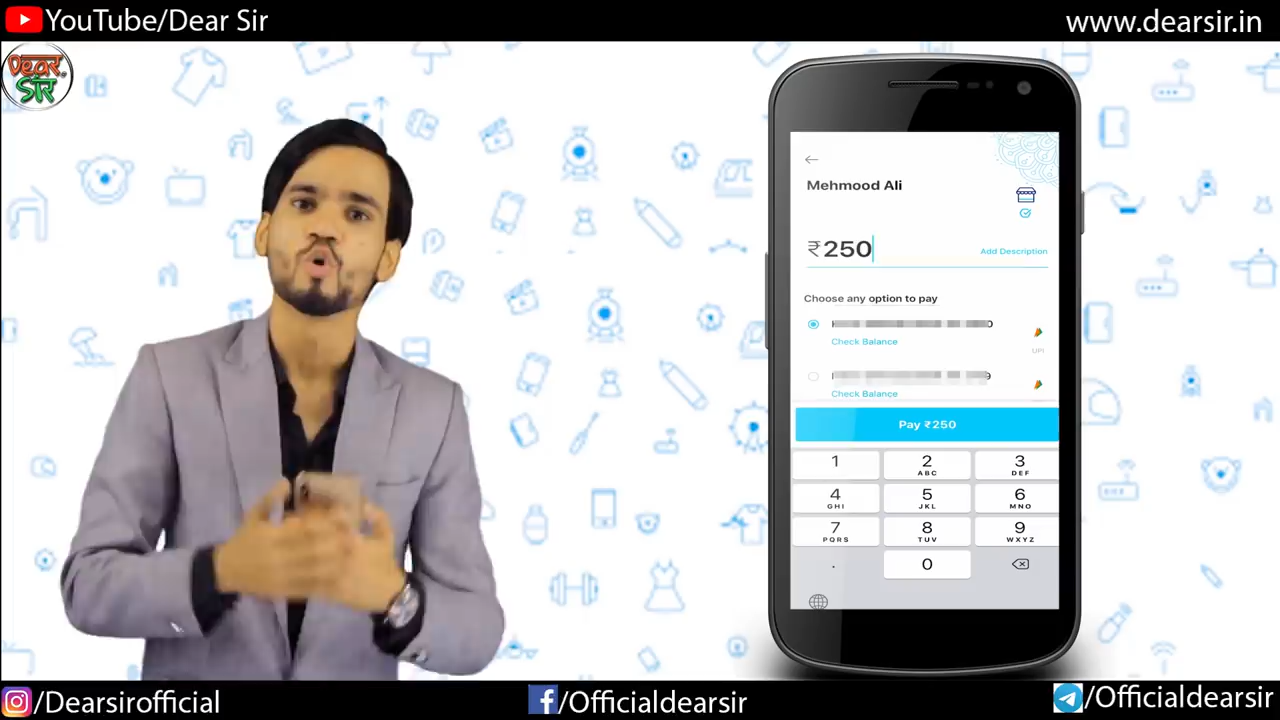 YouTube/Dear Sir
www.dearsir.in
Dear
Sir
Mehmood Ali
₹250
Add Description
Choose any option to pay
Check Balance
UPI
Check Balance
Pay ₹250
1
2 ABC
3 DEF
4 GHI
5 JKL
6 MNO
7 PQRS
8 TUV
9 WXYZ
.
0
/Dearsirofficial
/Officialdearsir
/Officialdearsir